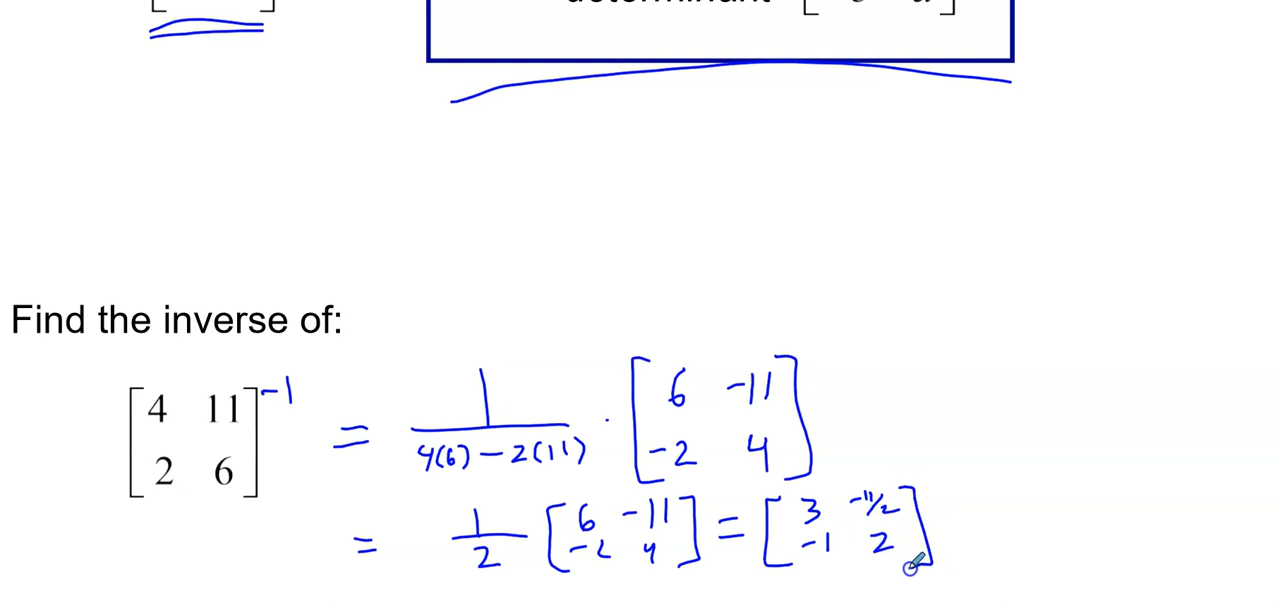 determinant
Find the inverse of:
[4 11]⁻¹ = 1 · [6 -11]
[2 6] 4(6) - 2(11) [-2 4]
= 1/2 [6 -11] = [3 -11/2]
[-2 4] [-1 2]